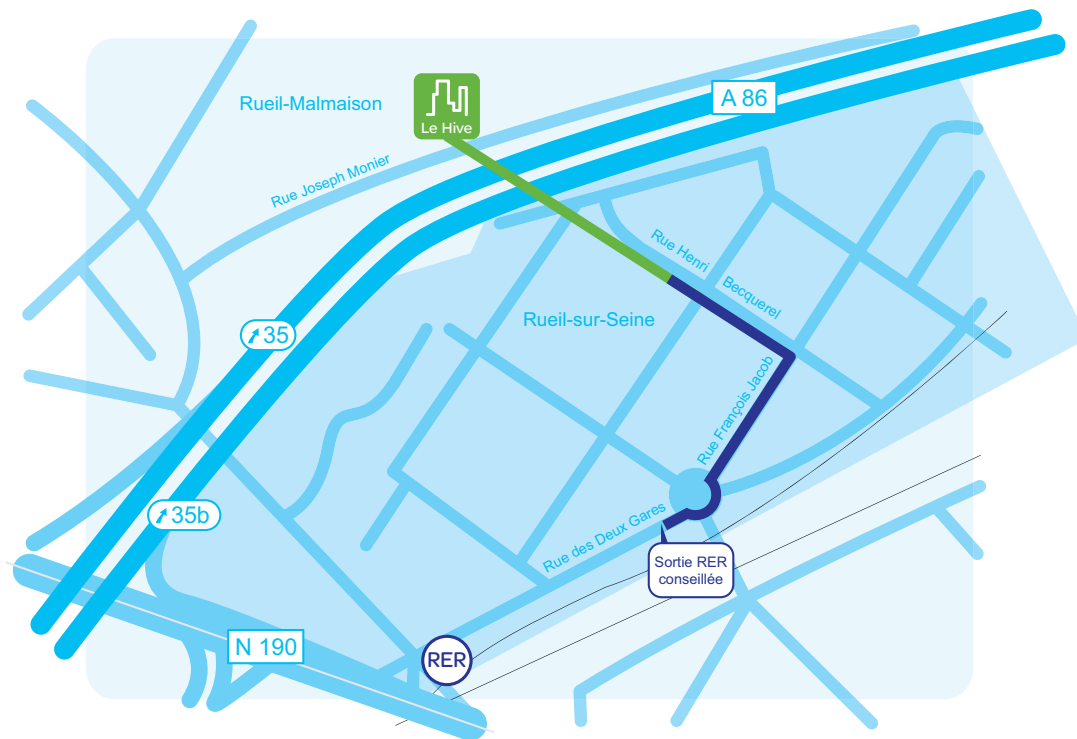 Rueil-Malmaison
Le Hive
A 86
Rue Joseph Monier
Rue Henri
Becquerel
Rueil-sur-Seine
35
Rue François Jacob
35b
Rue des Deux Gares
Sortie RER
conseillée
N 190
RER